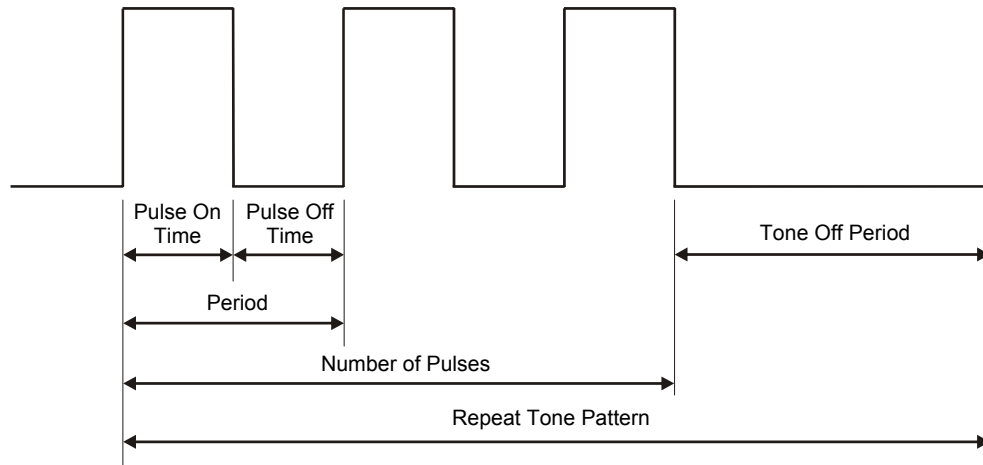 Pulse On
Time
Pulse Off
Time
Tone Off Period
Period
Number of Pulses
Repeat Tone Pattern